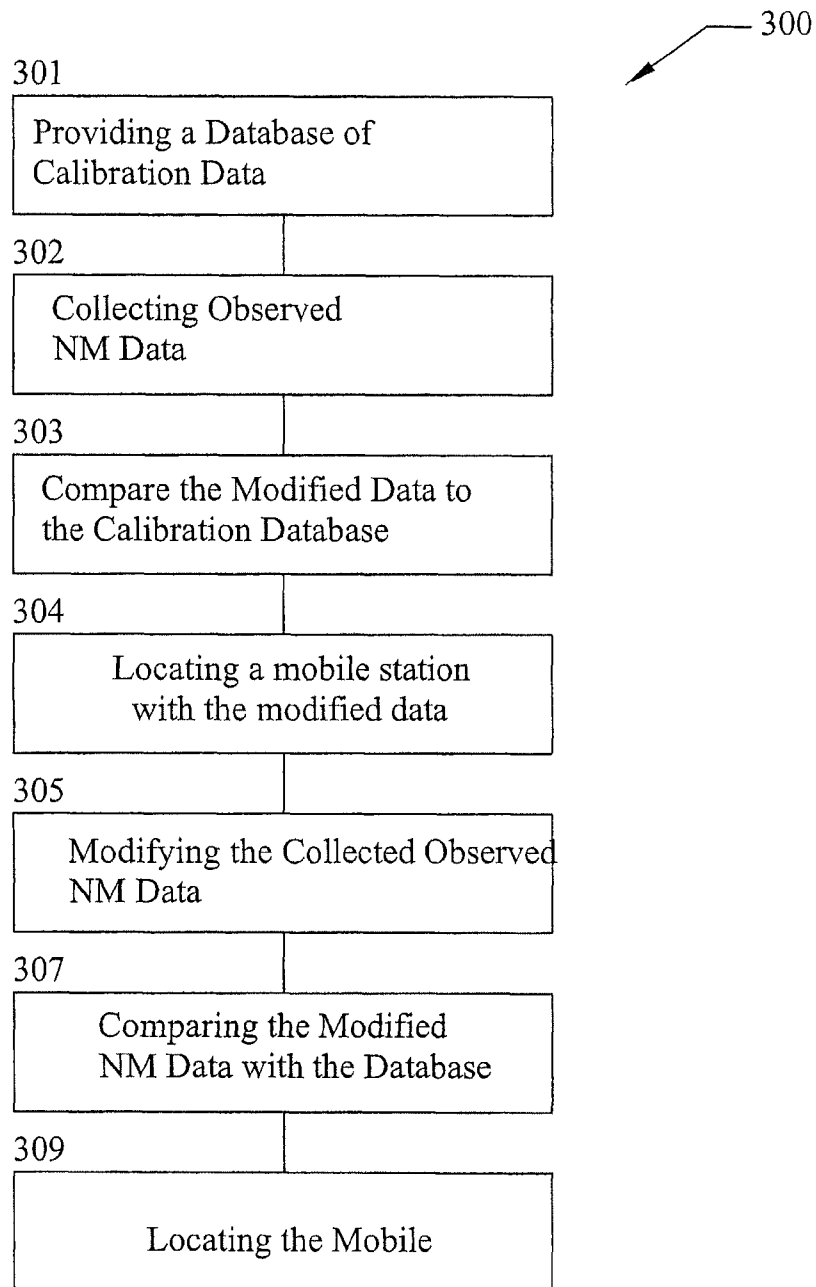 300
301
Providing a Database of
Calibration Data
302
Collecting Observed
NM Data
303
Compare the Modified Data to
the Calibration Database
304
Locating a mobile station
with the modified data
305
Modifying the Collected Observed
NM Data
307
Comparing the Modified
NM Data with the Database
309
Locating the Mobile